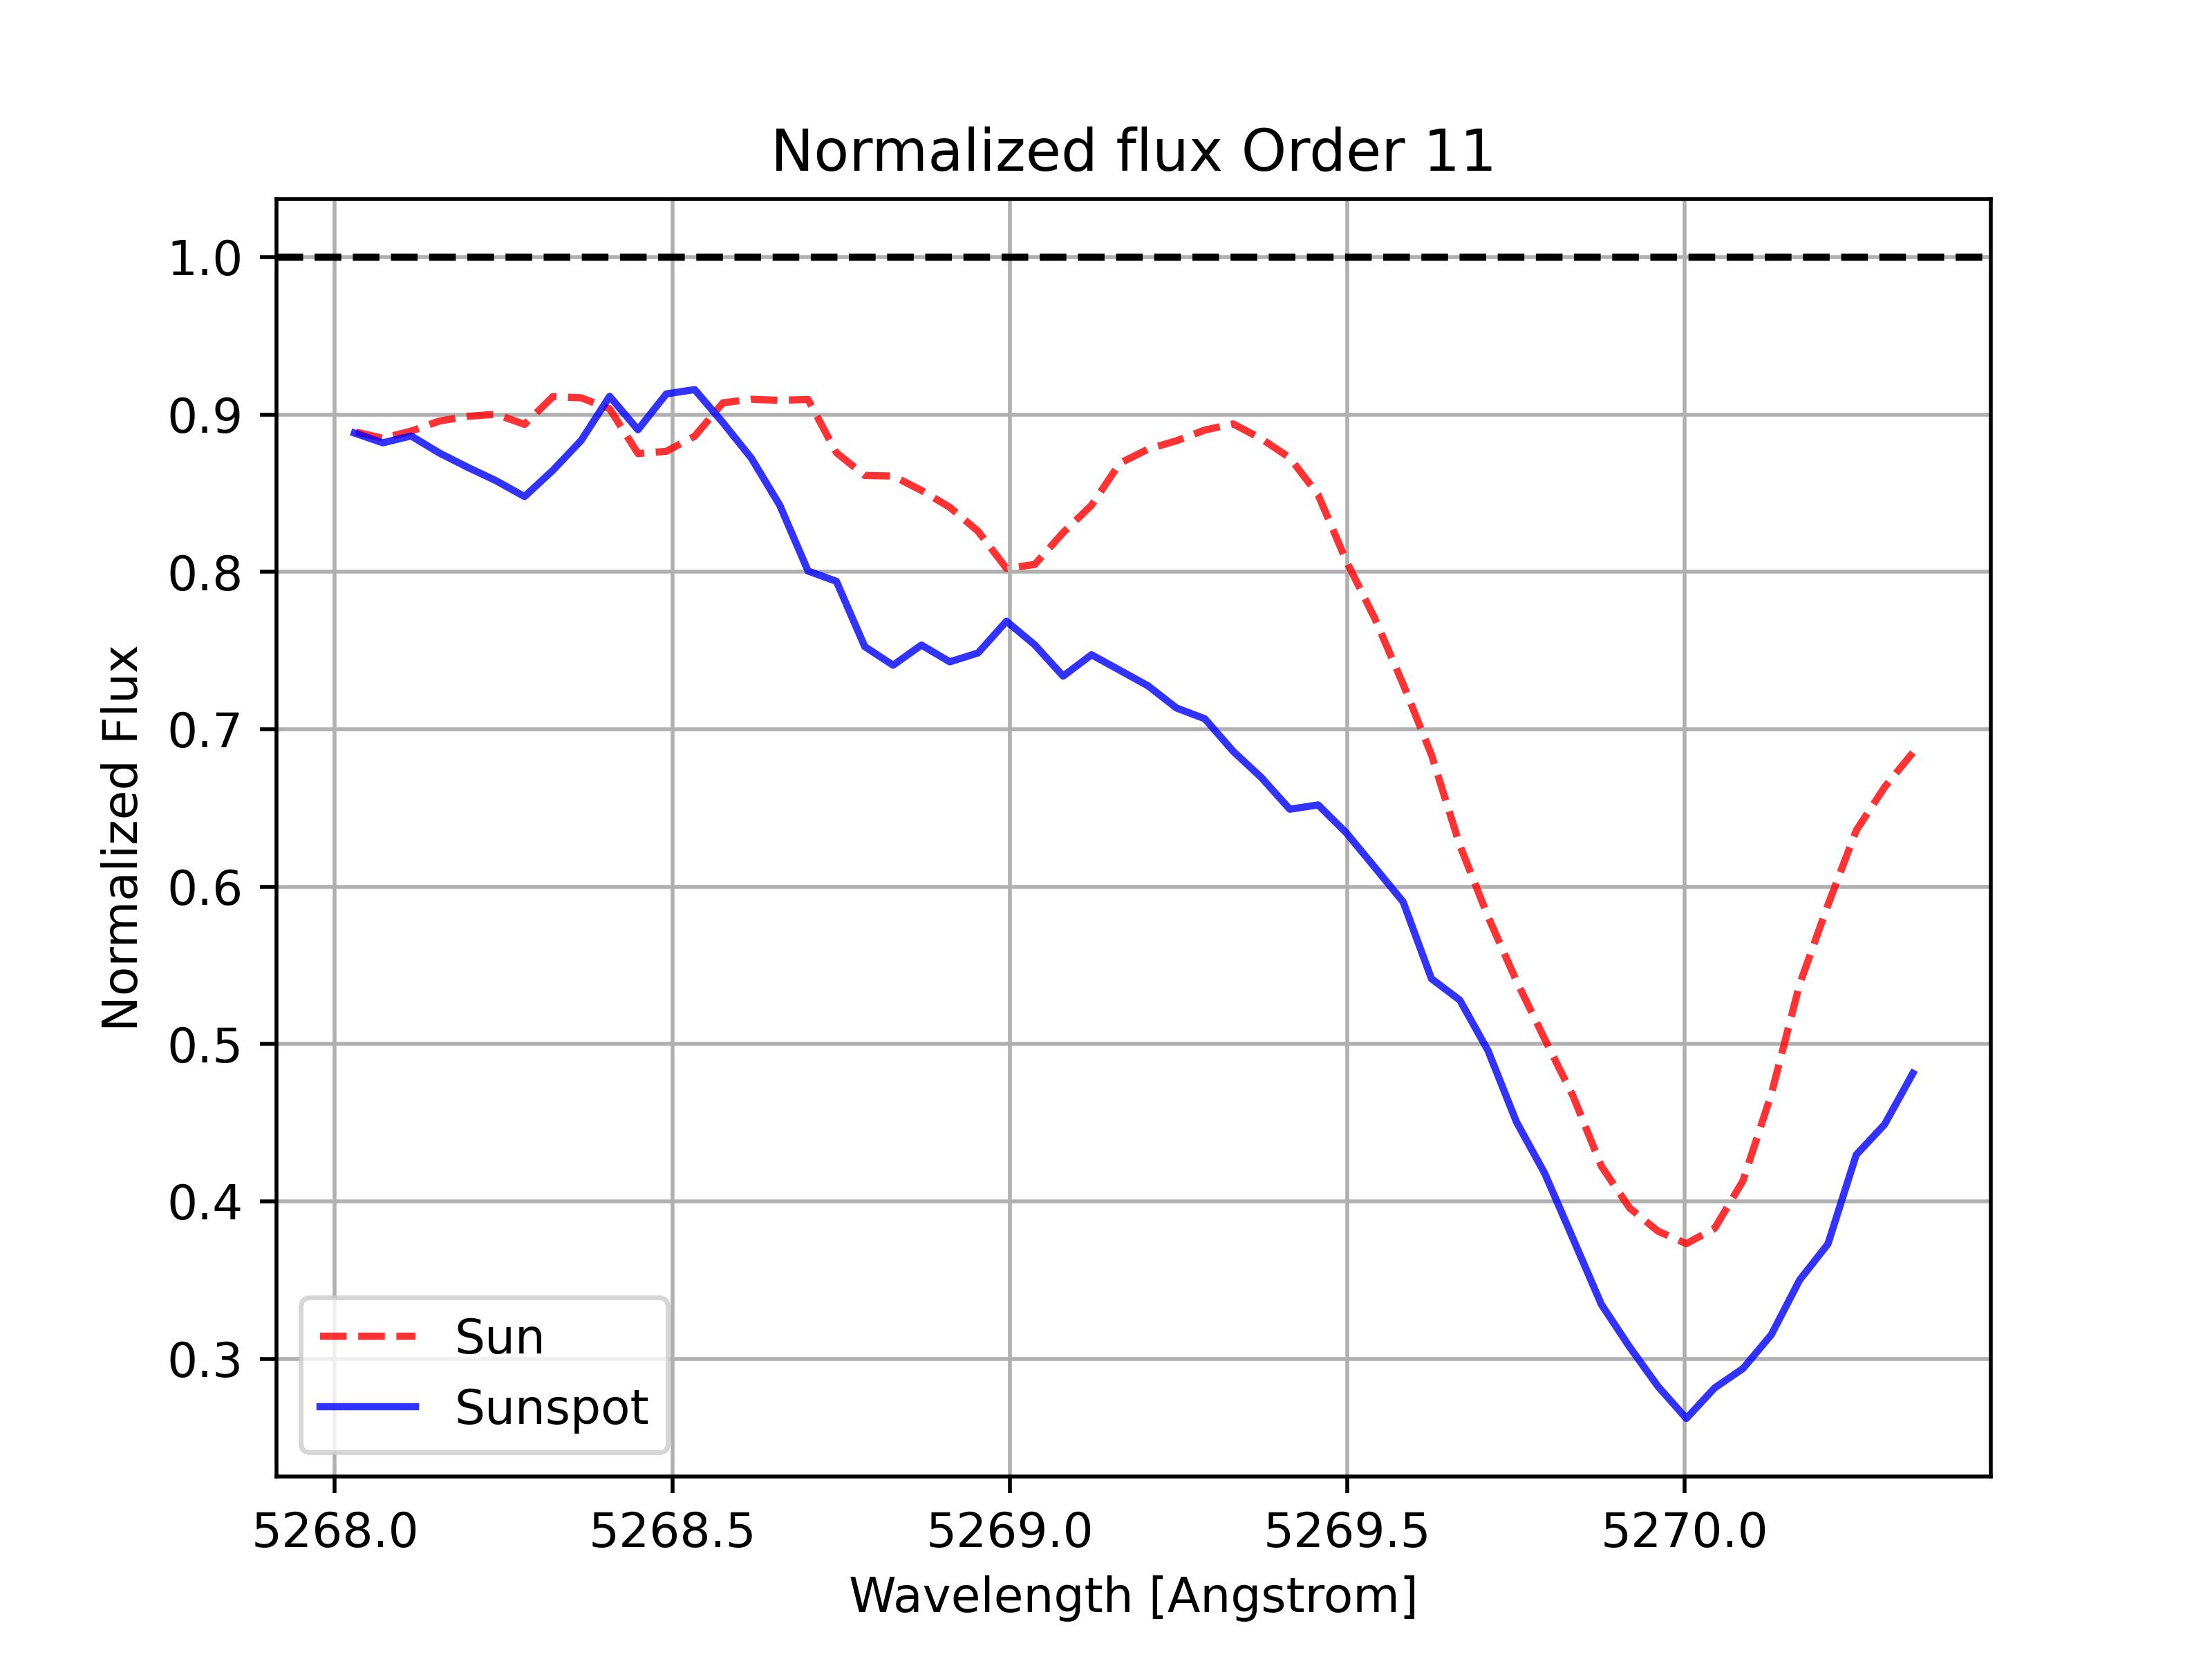 Normalized flux Order 11
1.0
0.9
0.8
0.7
0.6
0.5
0.4
0.3
Normalized Flux
Sun
Sunspot
5268.0 5268.5 5269.0 5269.5 5270.0
Wavelength [Angstrom]